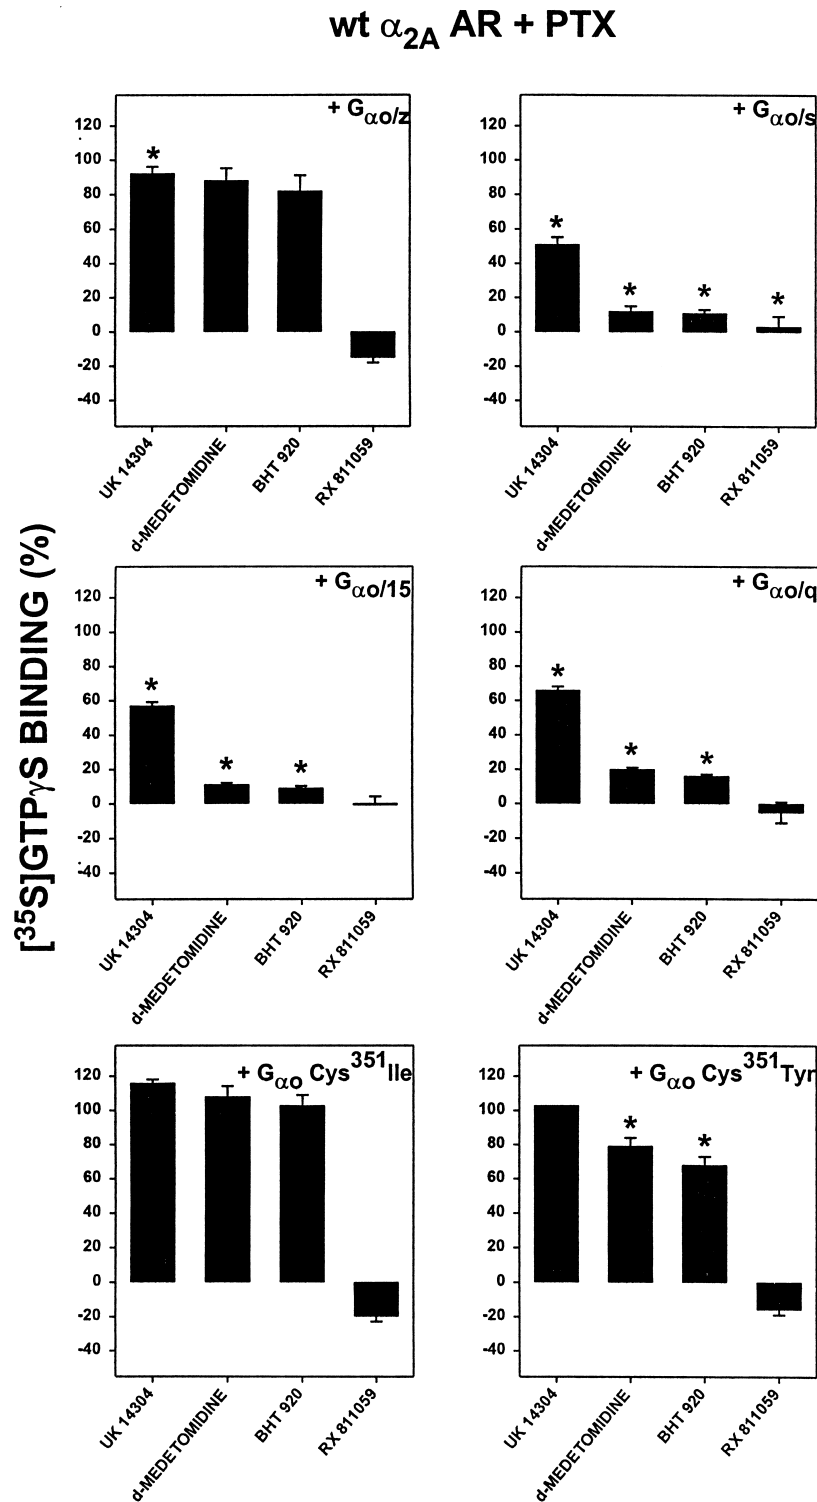 wt α2A AR + PTX
[35S]GTPγS BINDING (%)
+ Gαo/z
120
100
80
60
40
20
0
-20
-40
*
UK 14304
d-MEDETOMIDINE
BHT 920
RX 811059
+ Gαo/s
120
100
80
60
40
20
0
-20
-40
*
*
*
*
UK 14304
d-MEDETOMIDINE
BHT 920
RX 811059
+ Gαo/15
120
100
80
60
40
20
0
-20
-40
*
*
*
UK 14304
d-MEDETOMIDINE
BHT 920
RX 811059
+ Gαo/q
120
100
80
60
40
20
0
-20
-40
*
*
*
UK 14304
d-MEDETOMIDINE
BHT 920
RX 811059
+ Gαo Cys351Ile
120
100
80
60
40
20
0
-20
-40
UK 14304
d-MEDETOMIDINE
BHT 920
RX 811059
+ Gαo Cys351Tyr
120
100
80
60
40
20
0
-20
-40
*
*
UK 14304
d-MEDETOMIDINE
BHT 920
RX 811059